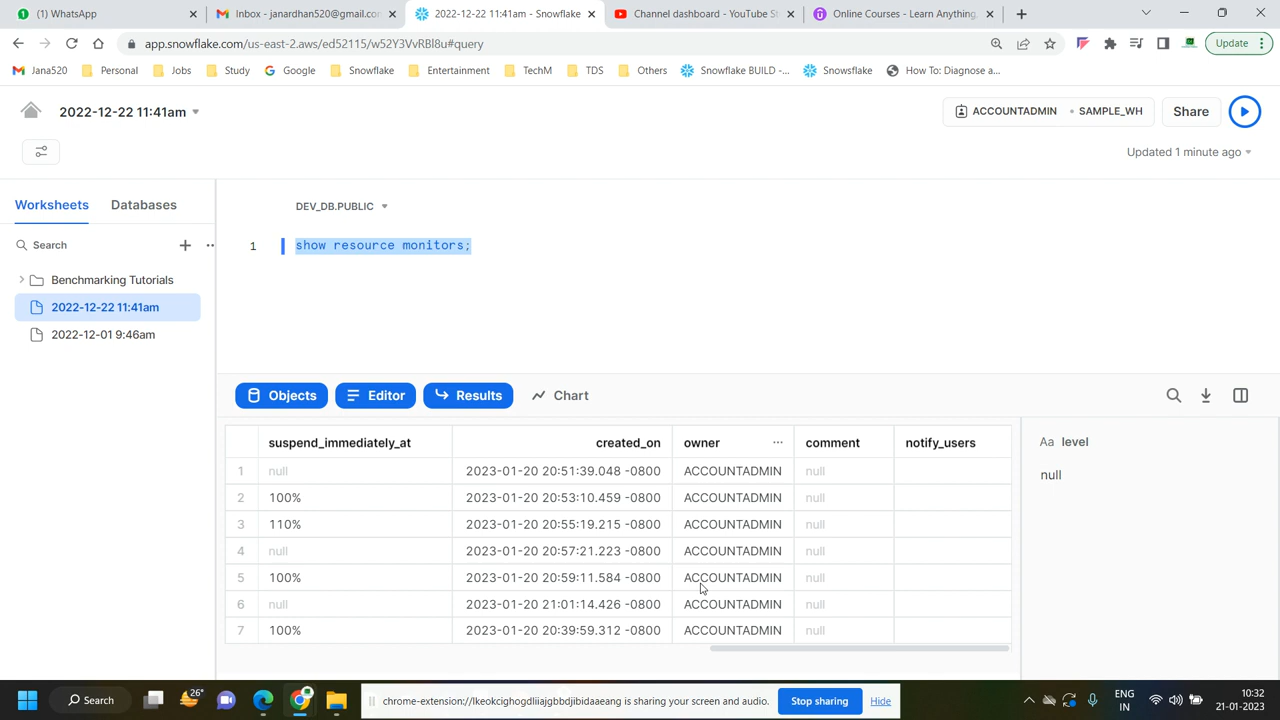 (1) WhatsApp
Inbox - janardhan520@gmail.con
2022-12-22 11:41am - Snowflake
Channel dashboard - YouTube St
Online Courses - Learn Anything,
app.snowflake.com/us-east-2.aws/ed52115/w52Y3VvRRl8u#query
Update
Jana520
Personal
Jobs
Study
Google
Snowflake
Entertainment
TechM
TDS
Others
Snowflake BUILD -...
Snowsflake
How To: Diagnose a...
2022-12-22 11:41am
ACCOUNTADMIN
SAMPLE_WH
Share
Updated 1 minute ago
Worksheets
Databases
DEV_DB.PUBLIC
Search
1 show resource monitors;
Benchmarking Tutorials
2022-12-22 11:41am
2022-12-01 9:46am
Objects
Editor
Results
Chart
suspend_immediately_at created_on owner ... comment notify_users
1 null 2023-01-20 20:51:39.048 -0800 ACCOUNTADMIN null
2 100% 2023-01-20 20:53:10.459 -0800 ACCOUNTADMIN null
3 110% 2023-01-20 20:55:19.215 -0800 ACCOUNTADMIN null
4 null 2023-01-20 20:57:21.223 -0800 ACCOUNTADMIN null
5 100% 2023-01-20 20:59:11.584 -0800 ACCOUNTADMIN null
6 null 2023-01-20 21:01:14.426 -0800 ACCOUNTADMIN null
7 100% 2023-01-20 20:39:59.312 -0800 ACCOUNTADMIN null
Aa level
null
Search
26°
chrome-extension://lkeokcighogdliiajgbbdjibidaaeang is sharing your screen and audio.
Stop sharing
Hide
ENG
IN
10:32
21-01-2023